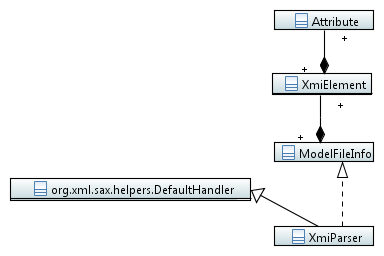 Attribute
+
+
XmiElement
+
+
ModelFileInfo
org.xml.sax.helpers.DefaultHandler
XmiParser